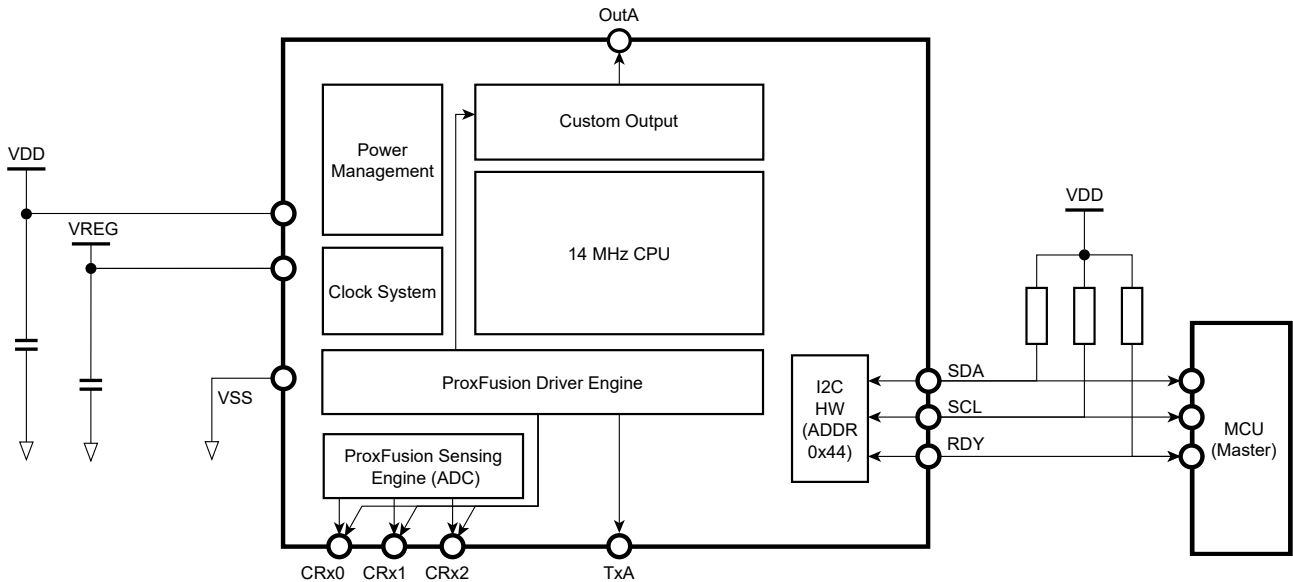 OutA
Custom Output
Power
Management
VDD
VREG
VSS
14 MHz CPU
Clock System
ProxFusion Driver Engine
ProxFusion Sensing
Engine (ADC)
CRx0
CRx1
CRx2
TxA
I2C
HW
(ADDR
0x44)
SDA
SCL
RDY
VDD
MCU
(Master)